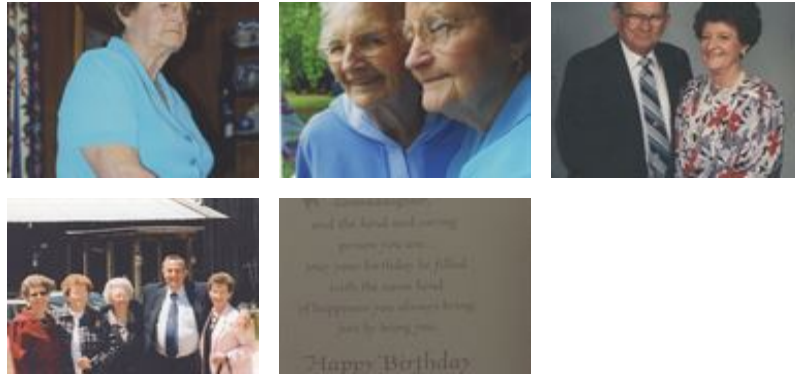 and the kind and caring
person you are...
may your birthday be filled
with the same kind
of happiness you always bring
just by being you.
Happy Birthday